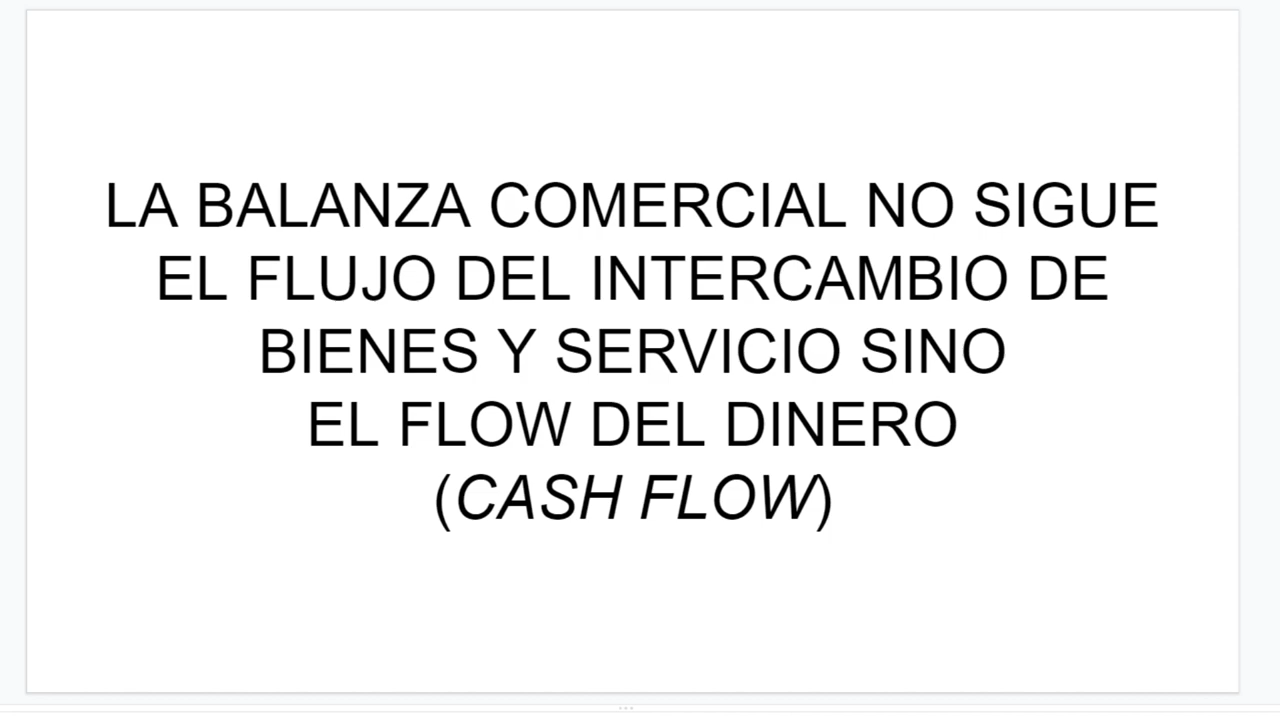 LA BALANZA COMERCIAL NO SIGUE
EL FLUJO DEL INTERCAMBIO DE
BIENES Y SERVICIO SINO
EL FLOW DEL DINERO
(CASH FLOW)